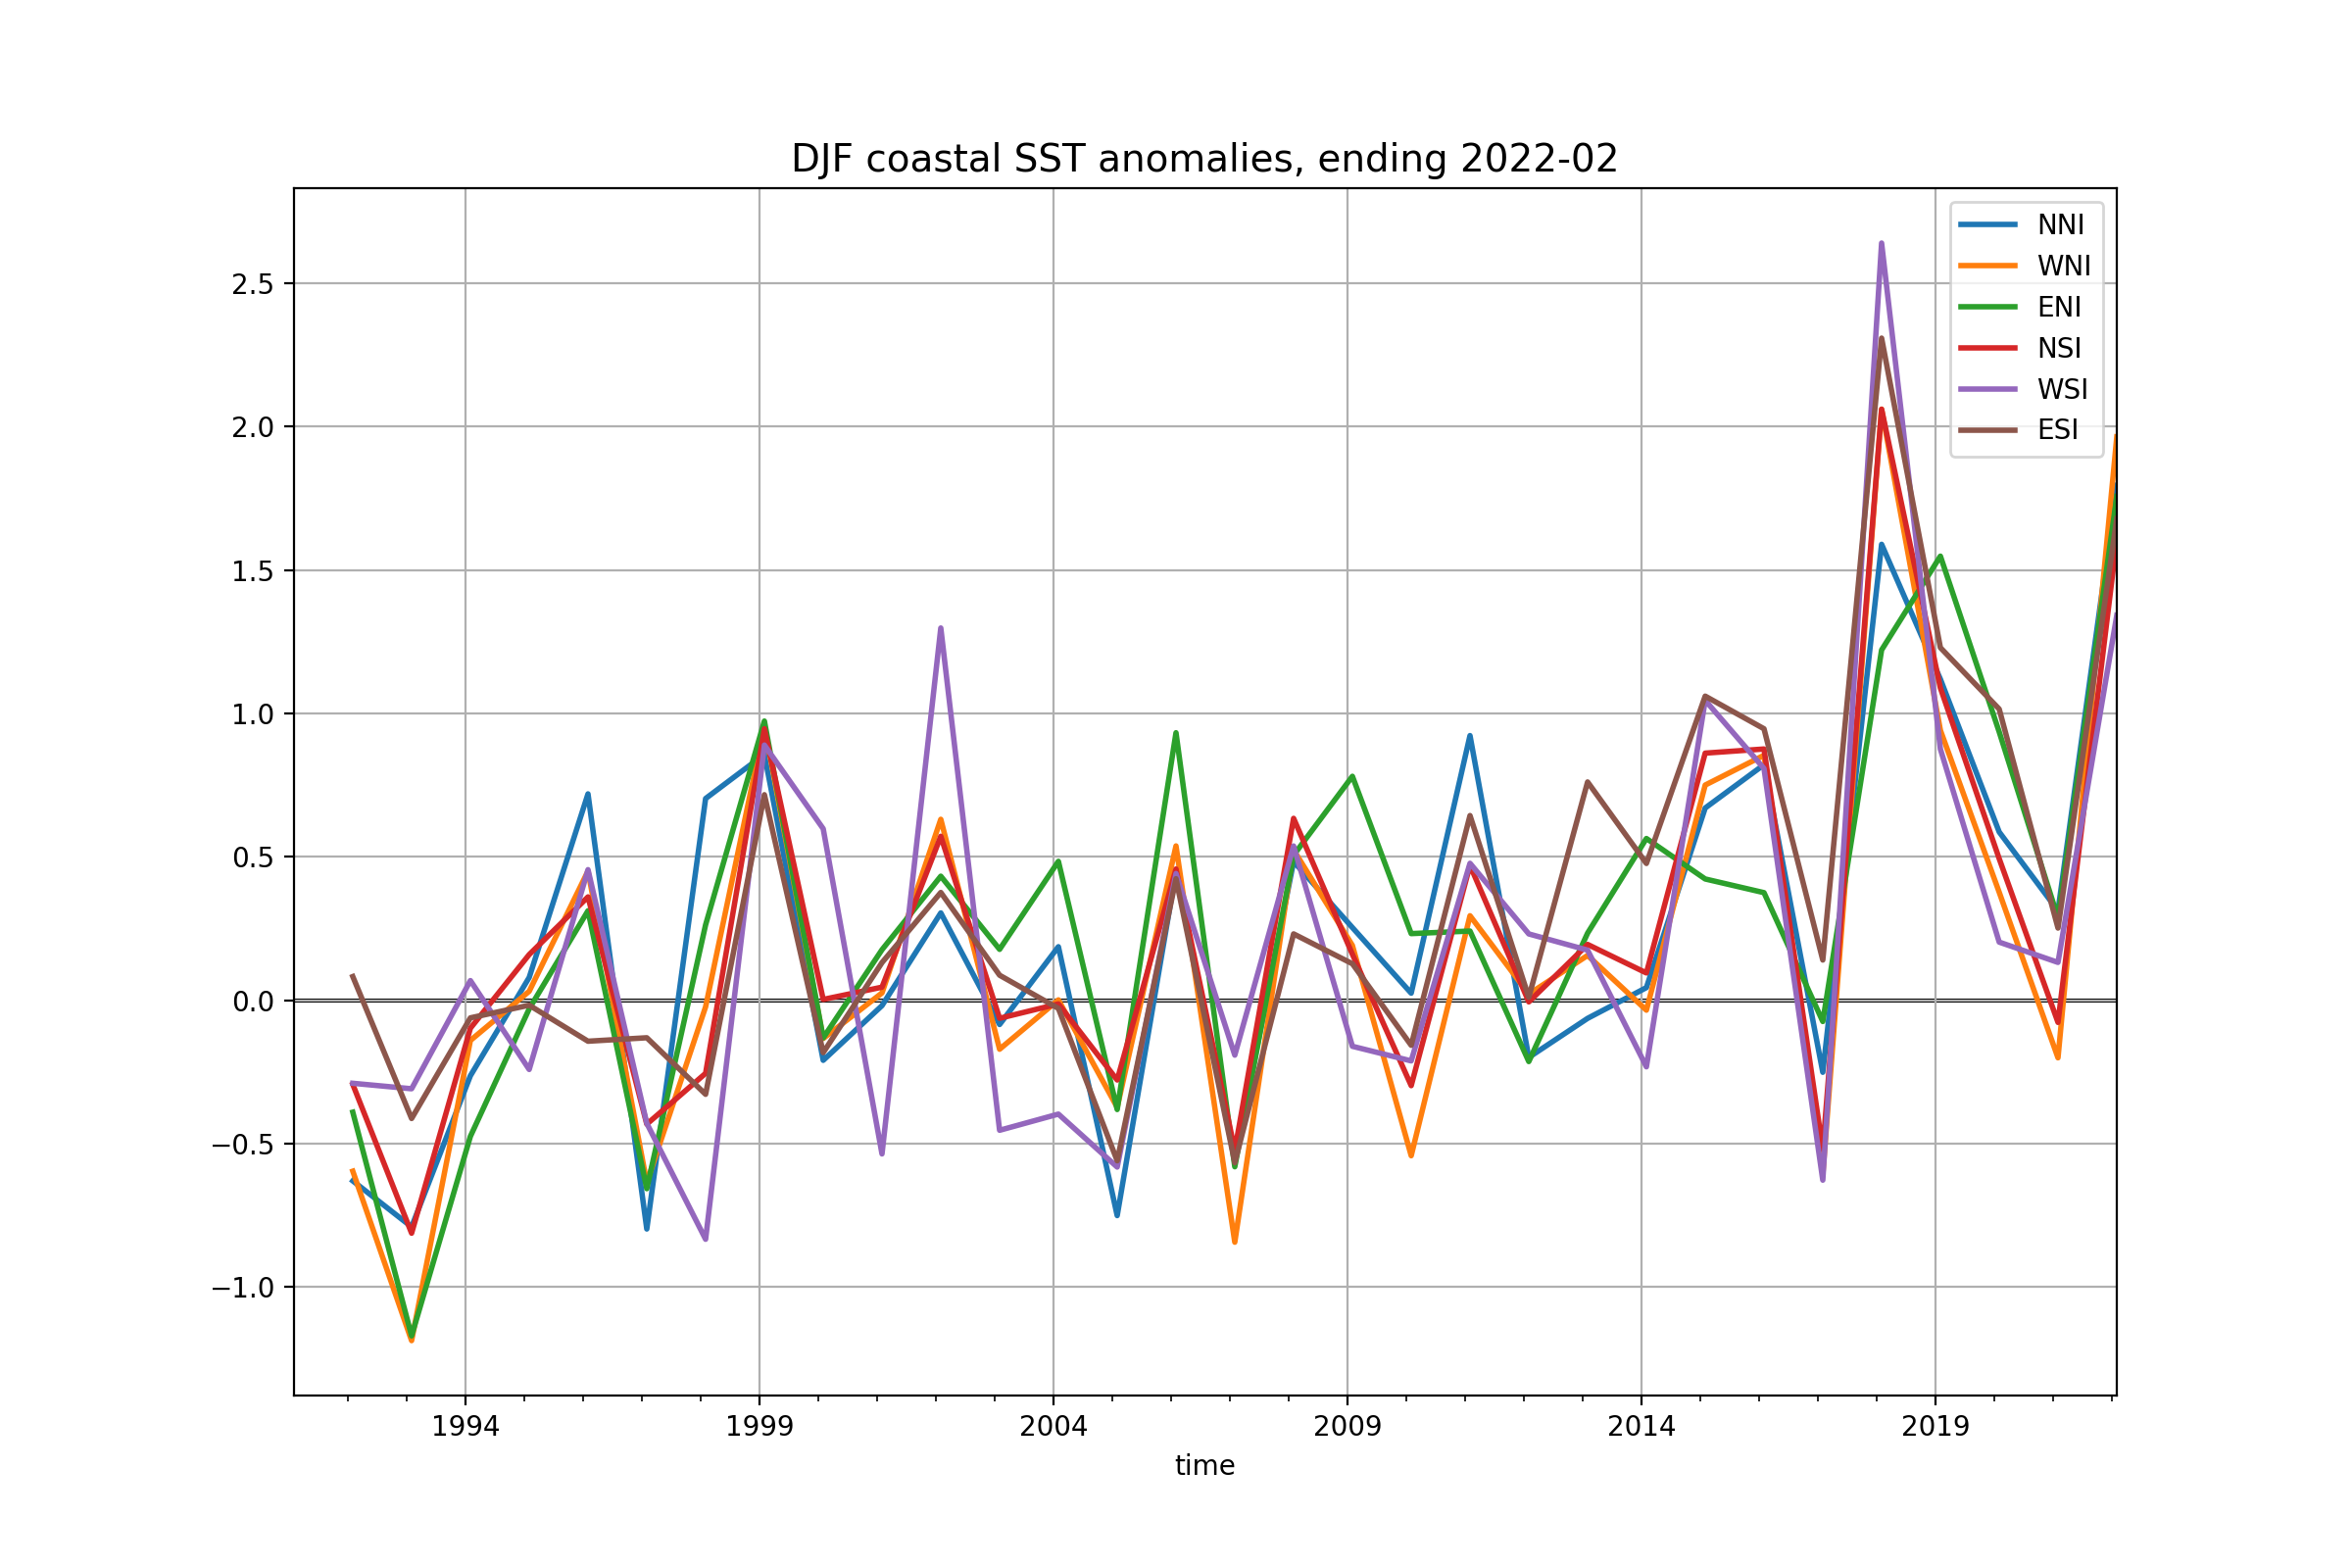 DJF coastal SST anomalies, ending 2022-02
NNI
WNI
ENI
NSI
WSI
ESI
2.5
2.0
1.5
1.0
0.5
0.0
−0.5
−1.0
1994 1999 2004 2009 2014 2019
time